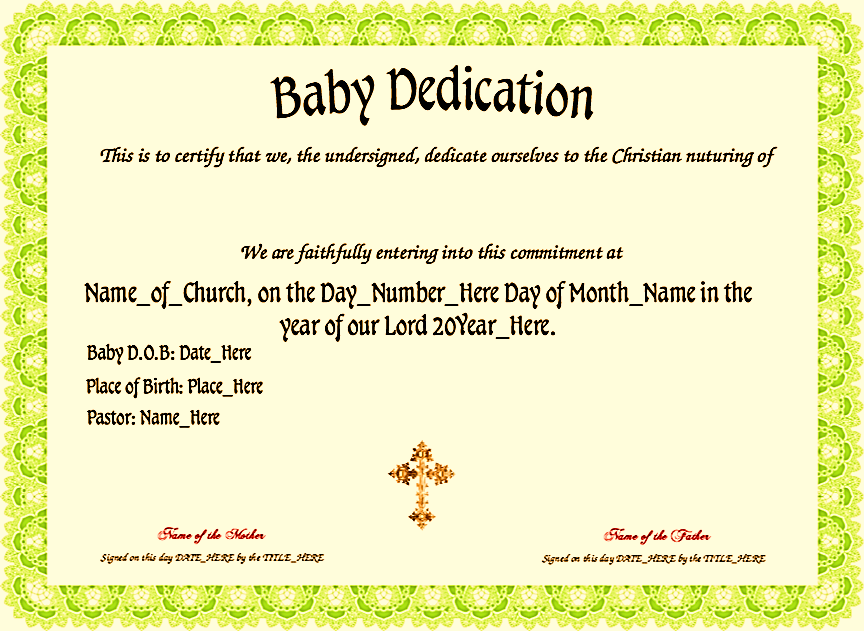 Baby Dedication
This is to certify that we, the undersigned, dedicate ourselves to the Christian nuturing of
We are faithfully entering into this commitment at
Name_of_Church, on the Day_Number_Here Day of Month_Name in the
year of our Lord 20Year_Here.
Baby D.O.B: Date_Here
Place of Birth: Place_Here
Pastor: Name_Here
Name of the Mother
Signed on this day DATE_HERE by the TITLE_HERE
Name of the Father
Signed on this day DATE_HERE by the TITLE_HERE